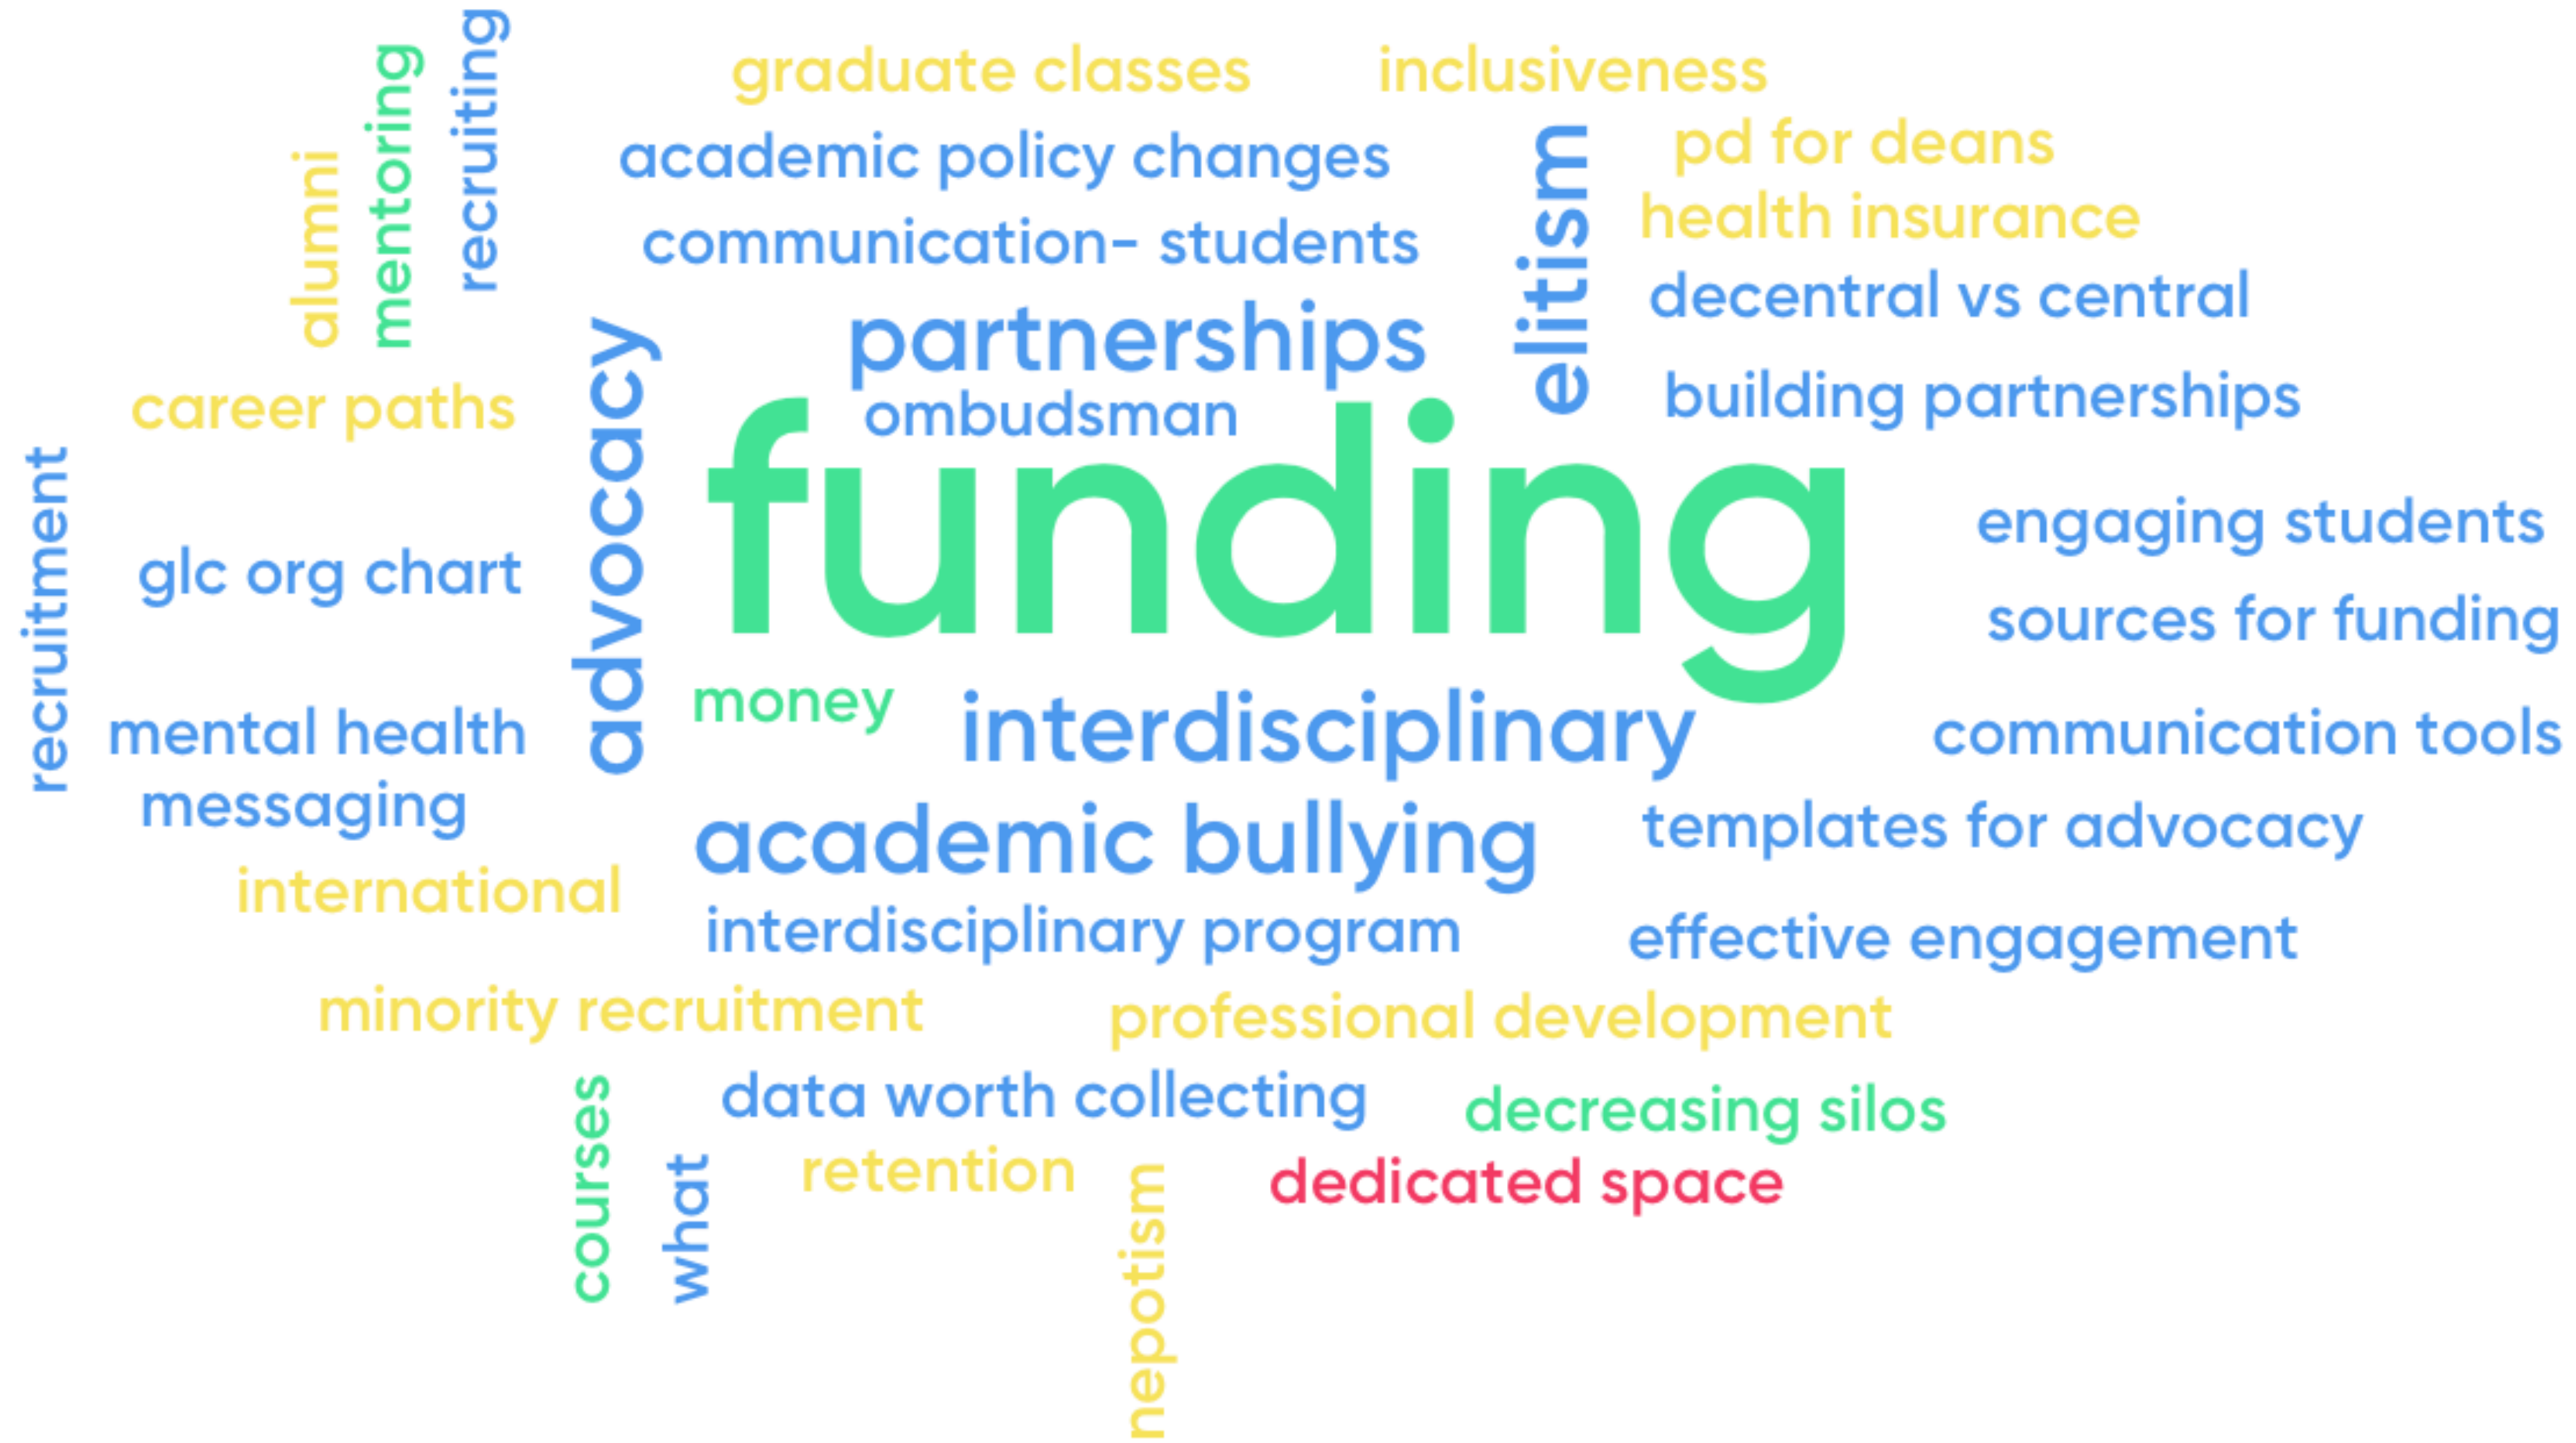 recruiting
mentoring
alumni
graduate classes
inclusiveness
academic policy changes
pd for deans
elitism
health insurance
communication- students
decentral vs central
partnerships
advocacy
career paths
ombudsman
building partnerships
funding
recruitment
glc org chart
engaging students
sources for funding
money
interdisciplinary
mental health
communication tools
messaging
academic bullying
templates for advocacy
international
interdisciplinary program
effective engagement
minority recruitment
professional development
courses
data worth collecting
decreasing silos
what
retention
nepotism
dedicated space